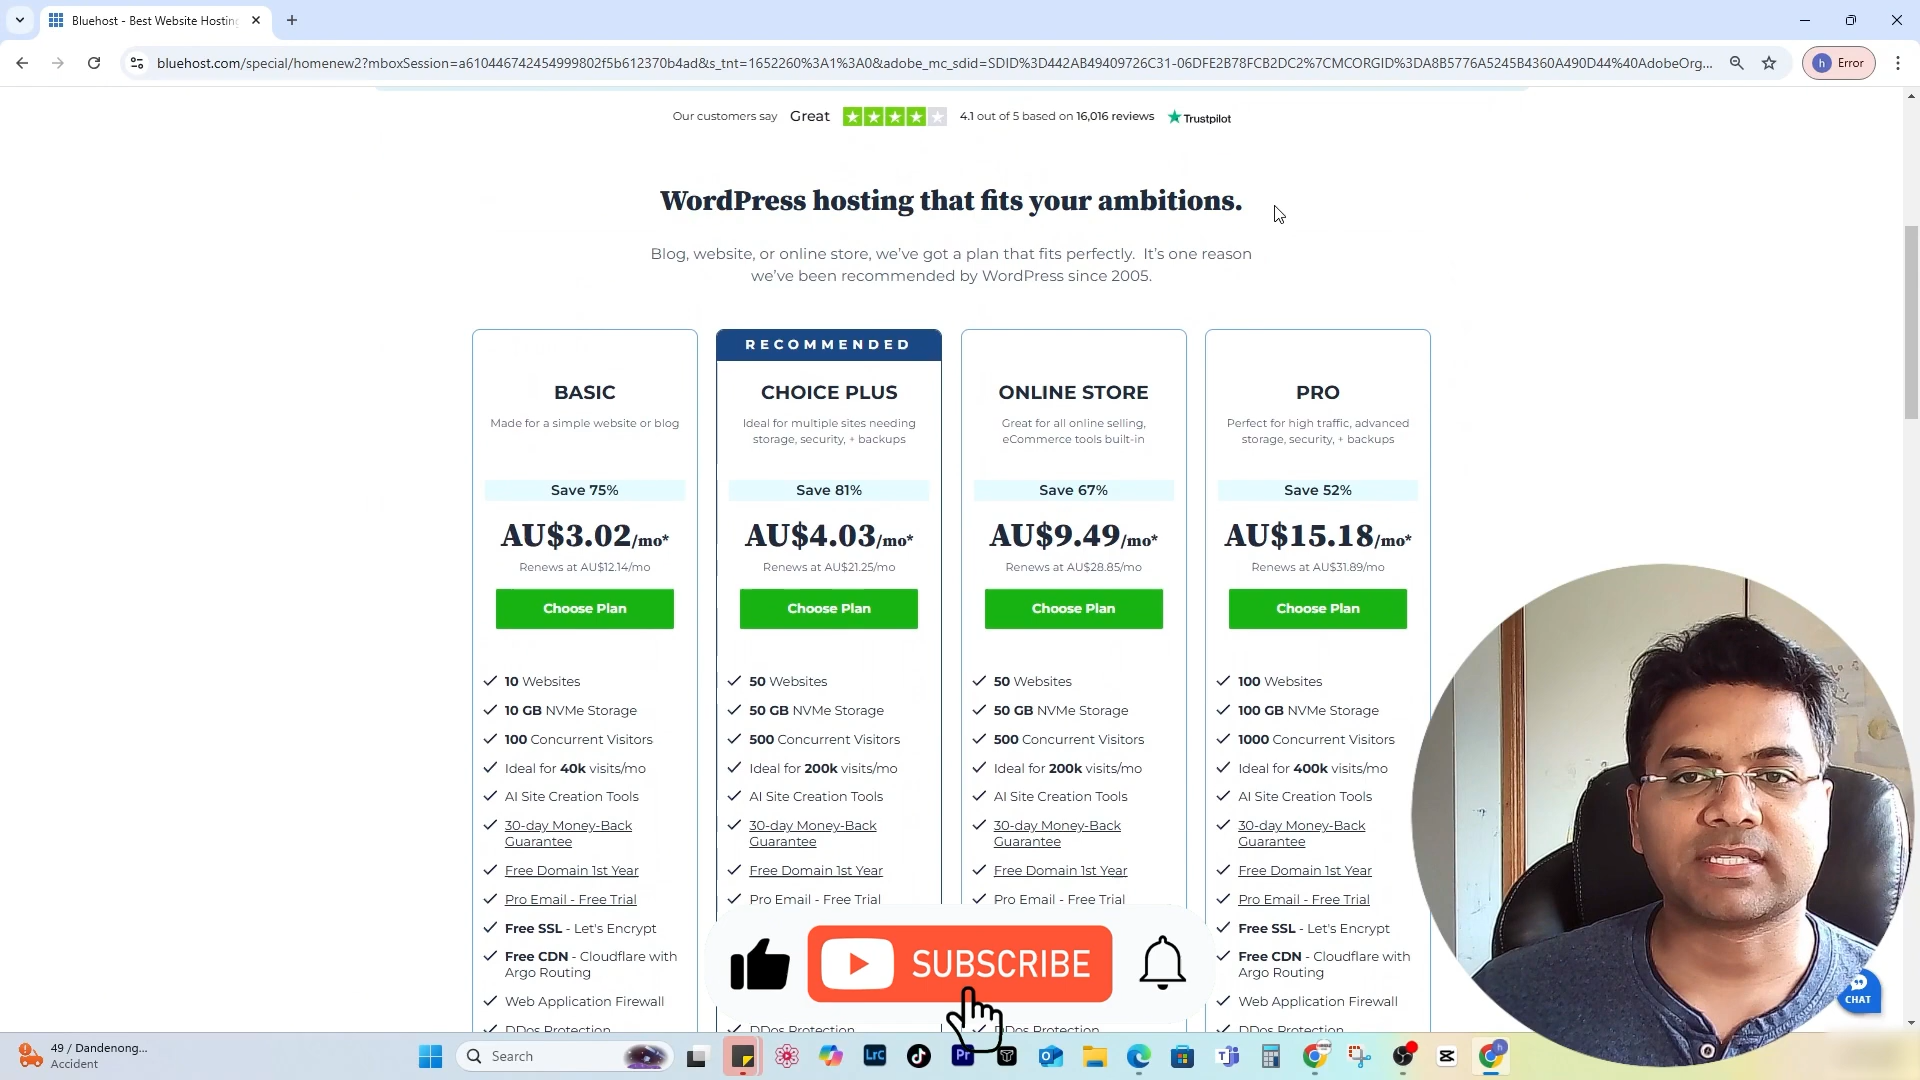 Bluehost - Best Website Hosting
bluehost.com/special/homenew2?mboxSession=a610446742454999802f5b612370b4ad&s_tnt=1652260%3A1%3A0&adobe_mc_sdid=SDID%3D442AB49409726C31-06DFE2B78FCB2DC2%7CMCORGID%3DA8B5776A5245B4360A490D44%40AdobeOrg...
h Error
Our customers say Great 4.1 out of 5 based on 16,016 reviews Trustpilot
WordPress hosting that fits your ambitions.
Blog, website, or online store, we've got a plan that fits perfectly. It's one reason
we've been recommended by WordPress since 2005.
BASIC
Made for a simple website or blog
Save 75%
AU$3.02/mo*
Renews at AU$12.14/mo
Choose Plan
10 Websites
10 GB NVMe Storage
100 Concurrent Visitors
Ideal for 40k visits/mo
AI Site Creation Tools
30-day Money-Back
Guarantee
Free Domain 1st Year
Pro Email - Free Trial
Free SSL - Let's Encrypt
Free CDN - Cloudflare with
Argo Routing
Web Application Firewall
DDos Protection
RECOMMENDED
CHOICE PLUS
Ideal for multiple sites needing
storage, security, + backups
Save 81%
AU$4.03/mo*
Renews at AU$21.25/mo
Choose Plan
50 Websites
50 GB NVMe Storage
500 Concurrent Visitors
Ideal for 200k visits/mo
AI Site Creation Tools
30-day Money-Back
Guarantee
Free Domain 1st Year
Pro Email - Free Trial
DDos Protection
ONLINE STORE
Great for all online selling,
eCommerce tools built-in
Save 67%
AU$9.49/mo*
Renews at AU$28.85/mo
Choose Plan
50 Websites
50 GB NVMe Storage
500 Concurrent Visitors
Ideal for 200k visits/mo
AI Site Creation Tools
30-day Money-Back
Guarantee
Free Domain 1st Year
Pro Email - Free Trial
DDos Protection
PRO
Perfect for high traffic, advanced
storage, security, + backups
Save 52%
AU$15.18/mo*
Renews at AU$31.89/mo
Choose Plan
100 Websites
100 GB NVMe Storage
1000 Concurrent Visitors
Ideal for 400k visits/mo
AI Site Creation Tools
30-day Money-Back
Guarantee
Free Domain 1st Year
Pro Email - Free Trial
Free SSL - Let's Encrypt
Free CDN - Cloudflare with
Argo Routing
Web Application Firewall
DDos Protection
SUBSCRIBE
CHAT
49 / Dandenong...
Accident
Search
LrC
Pr